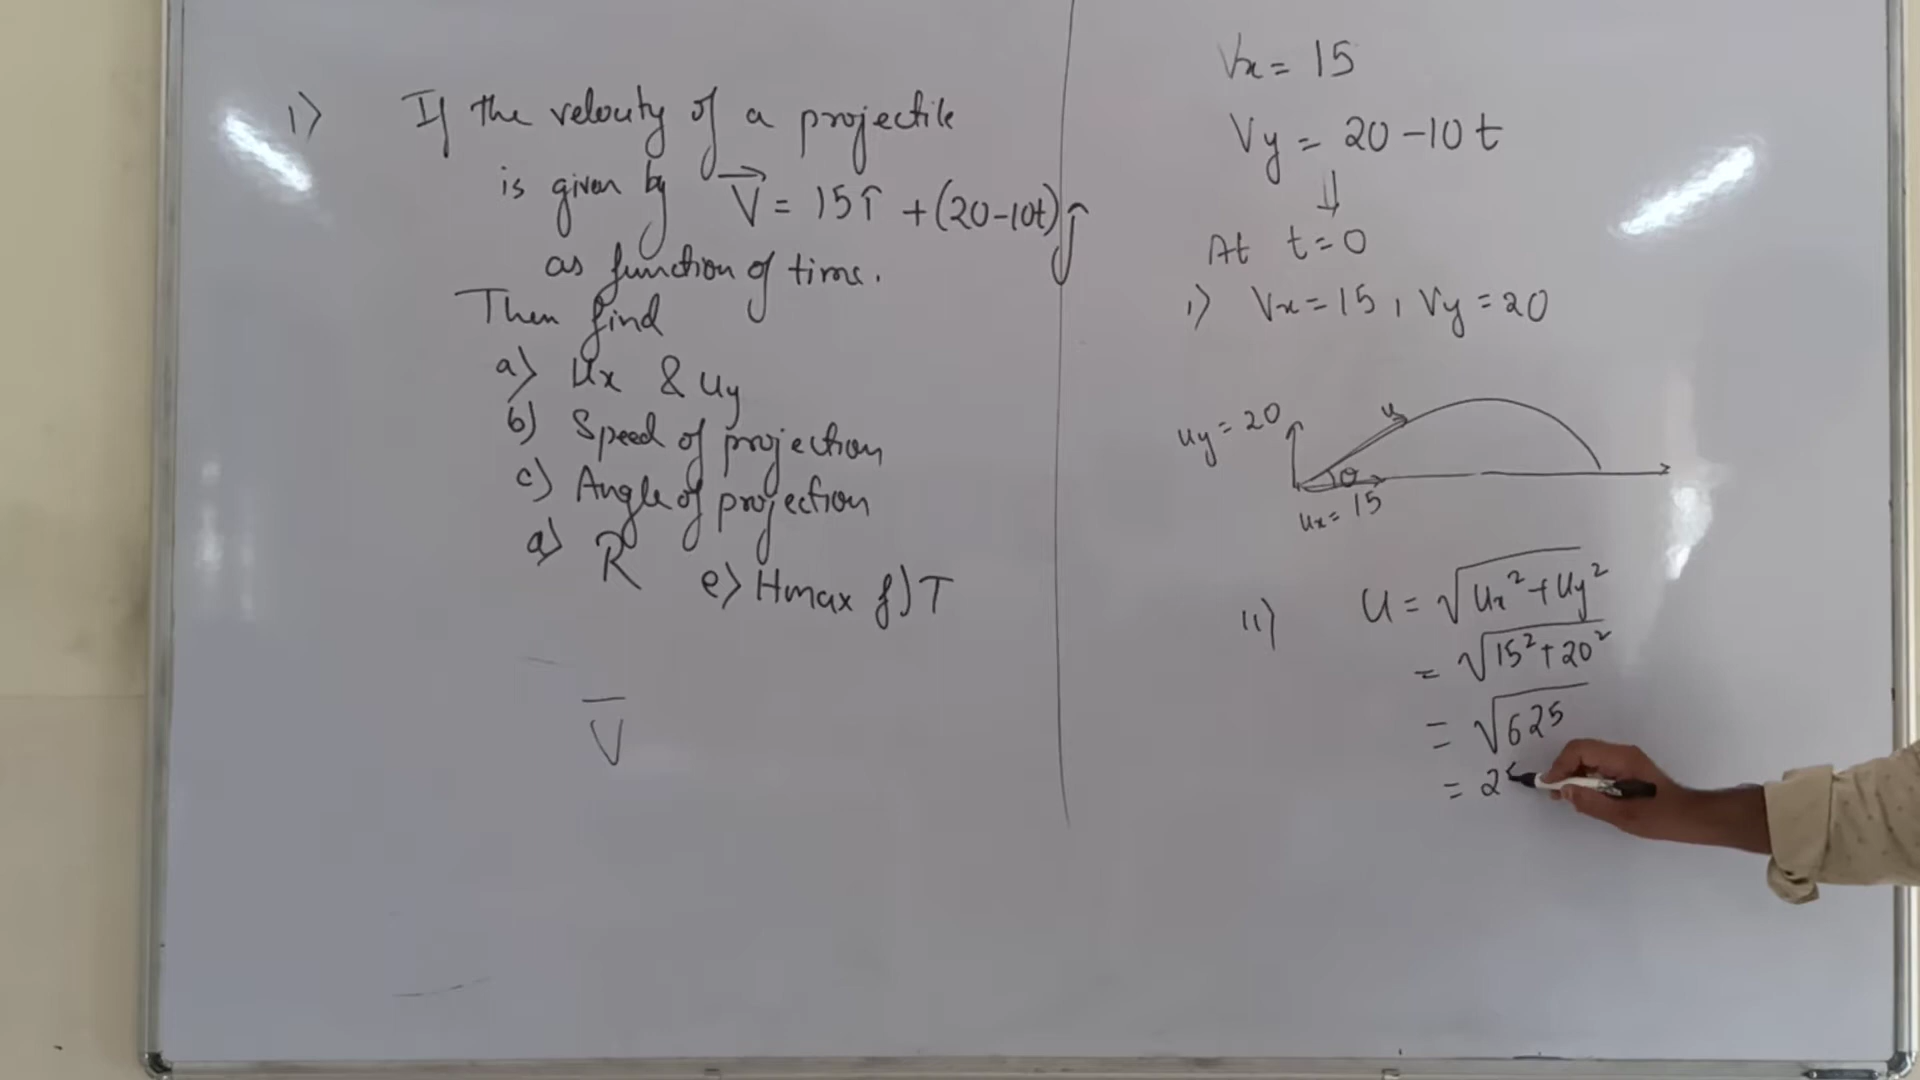 1) If the velocity of a projectile
is given by V⃗ = 15î + (20-10t)ĵ
as function of time.
Then find
a) Ux & Uy
b) Speed of projection
c) Angle of projection
d) R e) Hmax f) T
V̅
Vx = 15
Vy = 20-10t
↓
At t=0
i) Vx = 15, Vy = 20
uy = 20
u
θ
ux = 15
ii) U = √(Ux² + Uy²)
= √(15² + 20²)
= √625
= 2